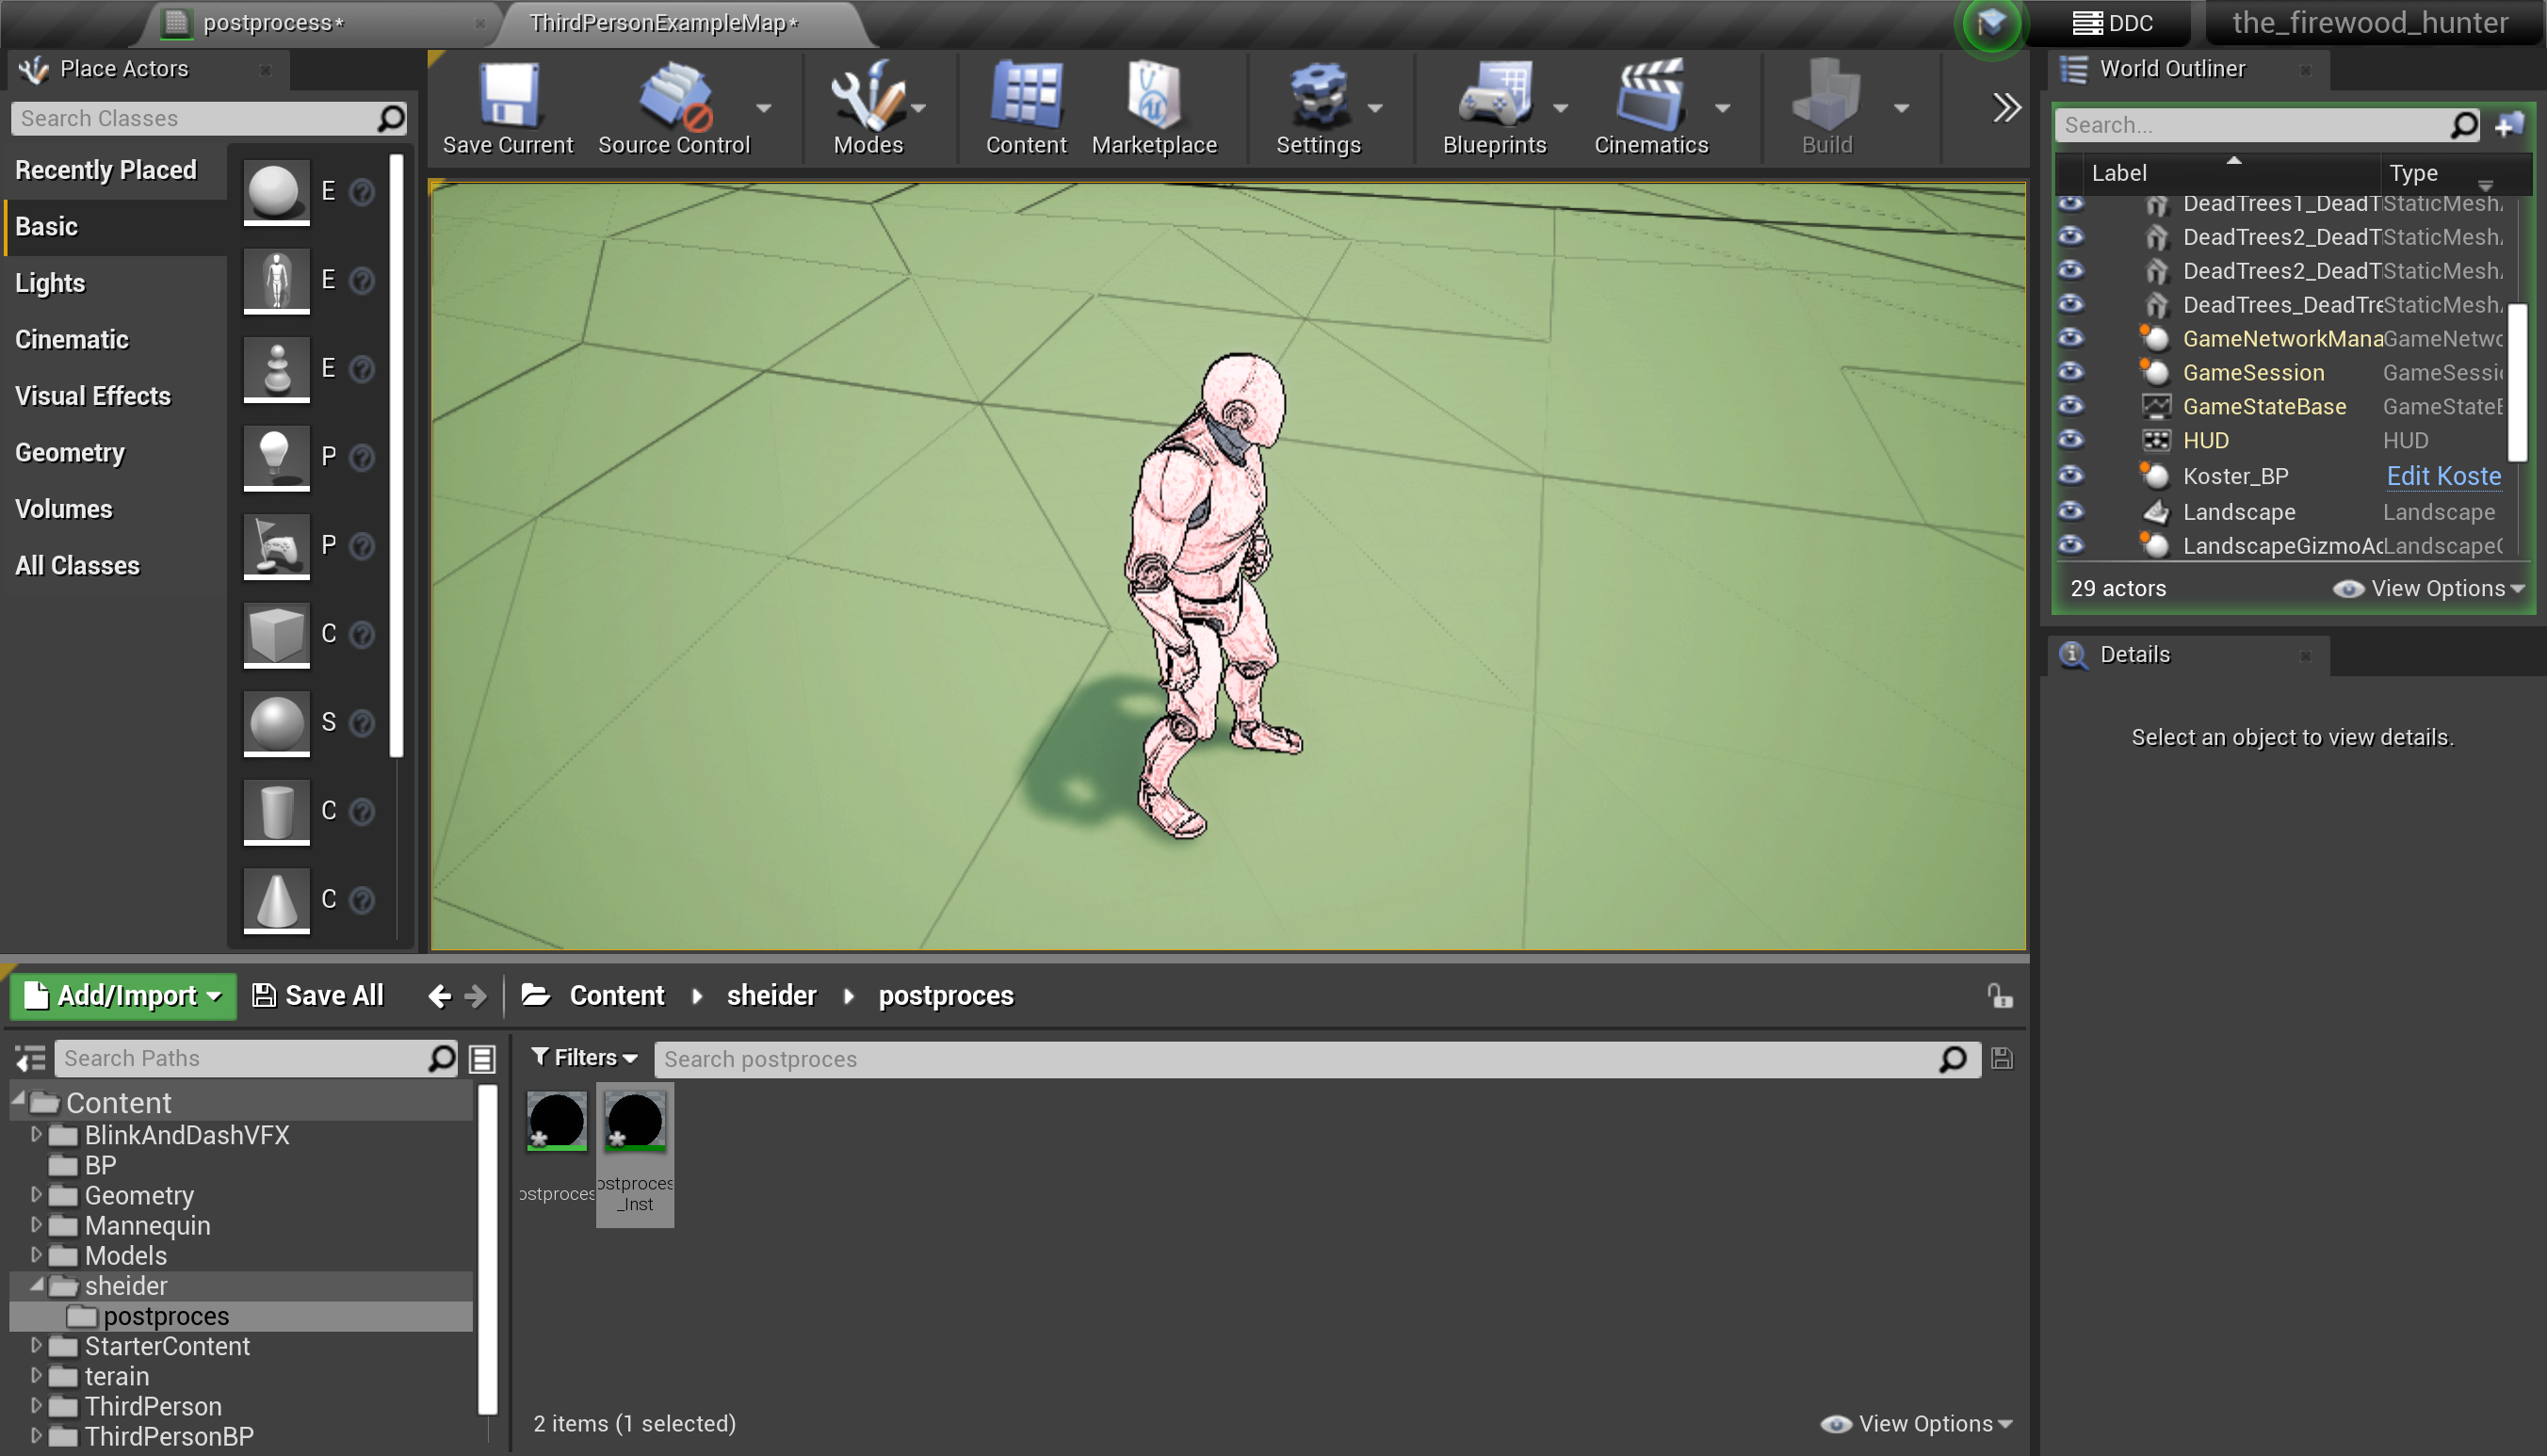 postprocess*
ThirdPersonExampleMap*
DDC
the_firewood_hunter
Place Actors
Search Classes
Recently Placed
Basic
Lights
Cinematic
Visual Effects
Geometry
Volumes
All Classes
E
E
E
P
P
C
S
C
C
Save Current
Source Control
Modes
Content
Marketplace
Settings
Blueprints
Cinematics
Build
World Outliner
Search...
Label
Type
DeadTrees1_DeadT StaticMesh
DeadTrees2_DeadT StaticMesh
DeadTrees2_DeadT StaticMesh
DeadTrees_DeadTre StaticMesh
GameNetworkMana GameNetwo
GameSession GameSessi
GameStateBase GameState
HUD HUD
Koster_BP Edit Koste
Landscape Landscape
LandscapeGizmoAc Landscape
29 actors
View Options
Details
Select an object to view details.
Add/Import
Save All
Content
sheider
postproces
Search Paths
Content
BlinkAndDashVFX
BP
Geometry
Mannequin
Models
sheider
postproces
StarterContent
terain
ThirdPerson
ThirdPersonBP
Filters
Search postproces
ostproces
ostproces
_Inst
2 items (1 selected)
View Options